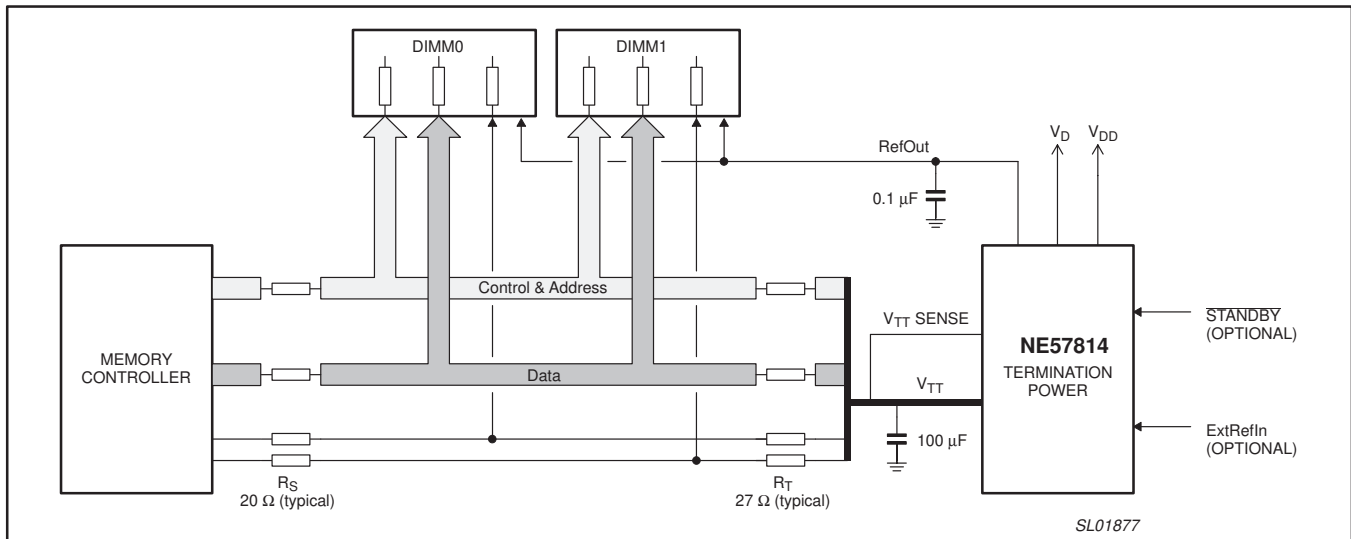 DIMM0
DIMM1
RefOut
V_D
V_DD
0.1 µF
MEMORY
CONTROLLER
Control & Address
Data
V_TT SENSE
V_TT
100 µF
NE57814
TERMINATION
POWER
STANDBY
(OPTIONAL)
ExtRefIn
(OPTIONAL)
R_S
20 Ω (typical)
R_T
27 Ω (typical)
SL01877